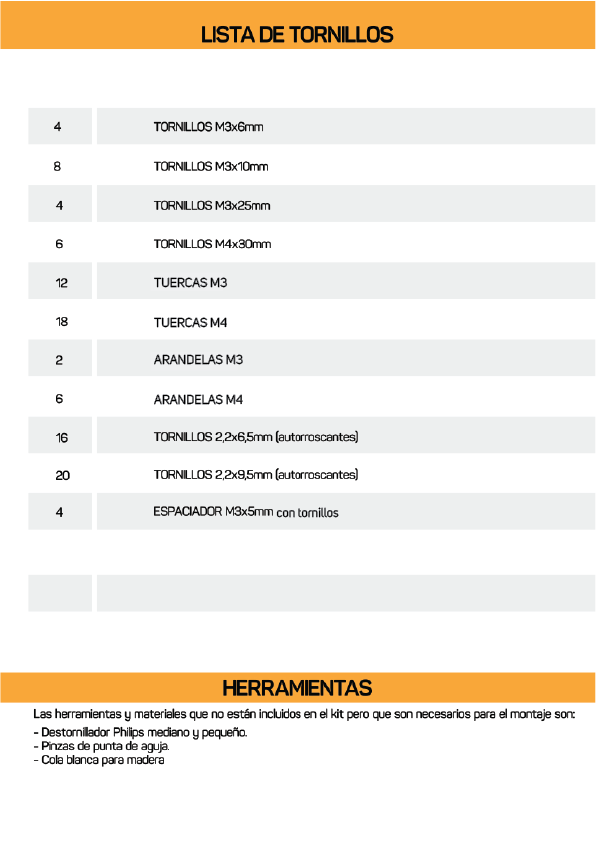 LISTA DE TORNILLOS
4 TORNILLOS M3x6mm
8 TORNILLOS M3x10mm
4 TORNILLOS M3x25mm
6 TORNILLOS M4x30mm
12 TUERCAS M3
18 TUERCAS M4
2 ARANDELAS M3
6 ARANDELAS M4
16 TORNILLOS 2,2x6,5mm (autorroscantes)
20 TORNILLOS 2,2x9,5mm (autorroscantes)
4 ESPACIADOR M3x5mm con tornillos
HERRAMIENTAS
Las herramientas y materiales que no están incluidos en el kit pero que son necesarios para el montaje son:
- Destornillador Philips mediano y pequeño.
- Pinzas de punta de aguja.
- Cola blanca para madera